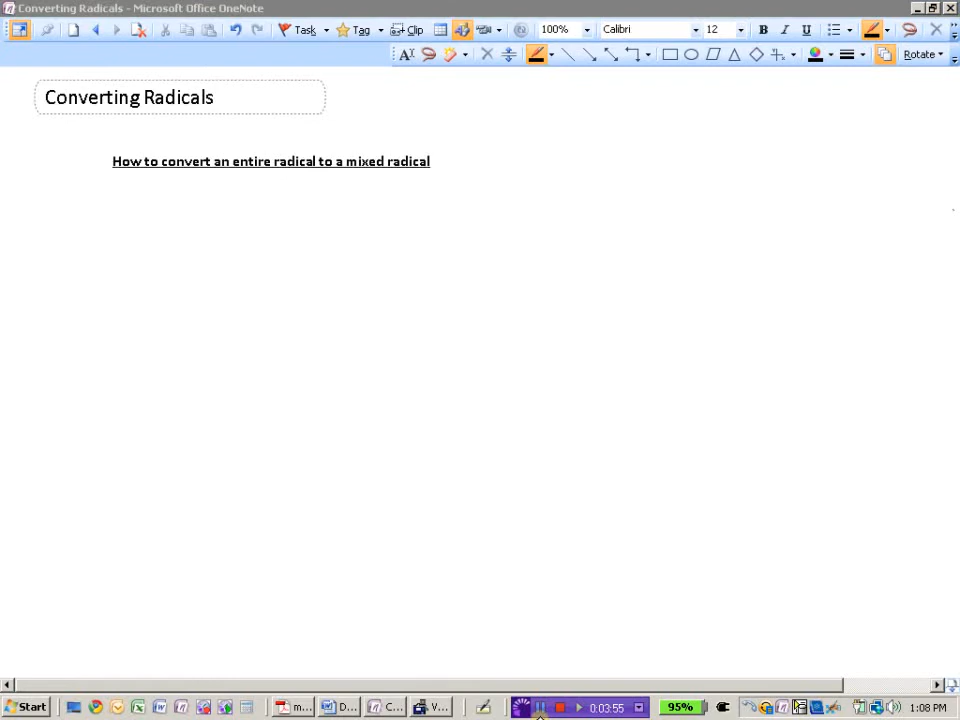 Converting Radicals - Microsoft Office OneNote
Task Tag Clip 100% Calibri 12 B I U
A Rotate
Converting Radicals
How to convert an entire radical to a mixed radical
Start m... D... C... V... 0:03:55 95% 1:08 PM